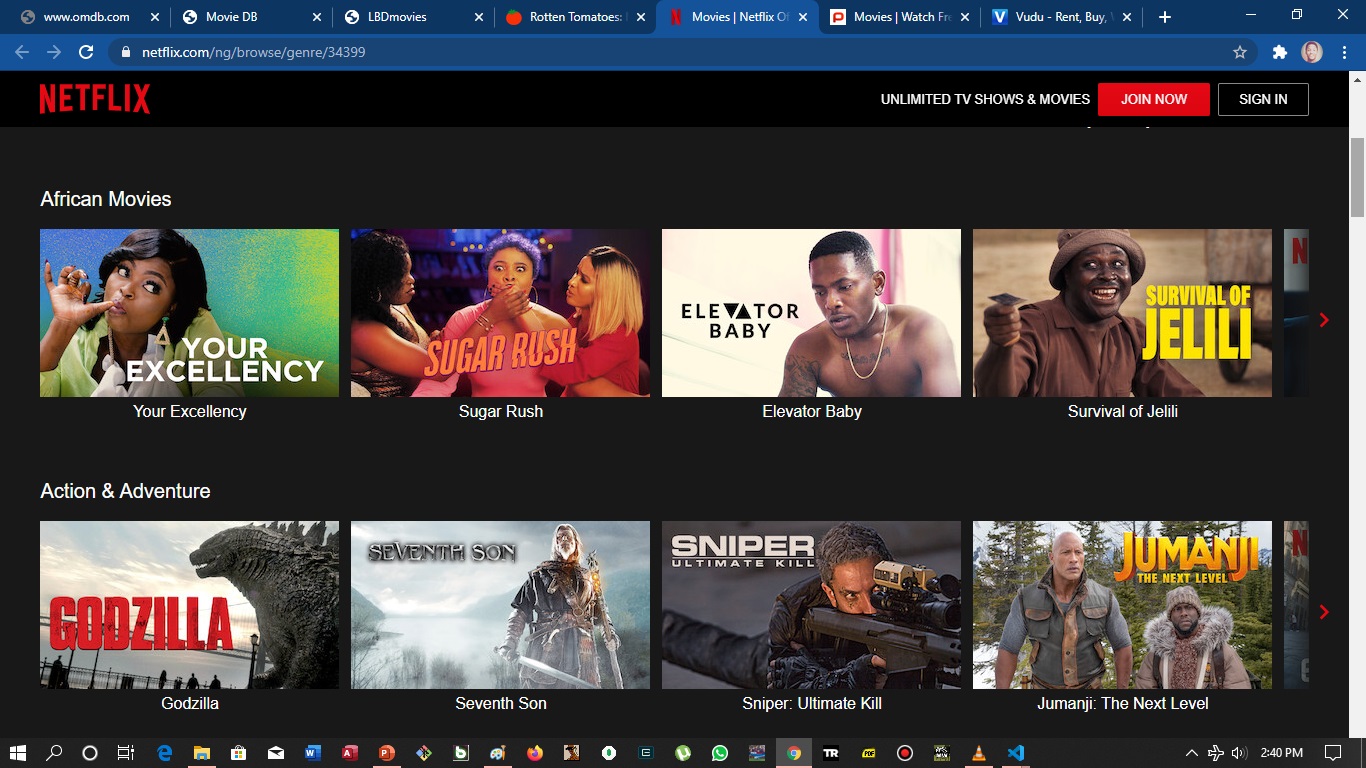 www.omdb.com
Movie DB
LBDmovies
Rotten Tomatoes:
Movies | Netflix Of
Movies | Watch Fr
Vudu - Rent, Buy,
netflix.com/ng/browse/genre/34399
NETFLIX
UNLIMITED TV SHOWS & MOVIES
JOIN NOW
SIGN IN
African Movies
YOUR
EXCELLENCY
SUGAR RUSH
ELEVATOR
BABY
SURVIVAL OF
JELILI
Your Excellency
Sugar Rush
Elevator Baby
Survival of Jelili
Action & Adventure
GODZILLA
SEVENTH SON
SNIPER
ULTIMATE KILL
JUMANJI
THE NEXT LEVEL
Godzilla
Seventh Son
Sniper: Ultimate Kill
Jumanji: The Next Level
TR
PDF
2:40 PM